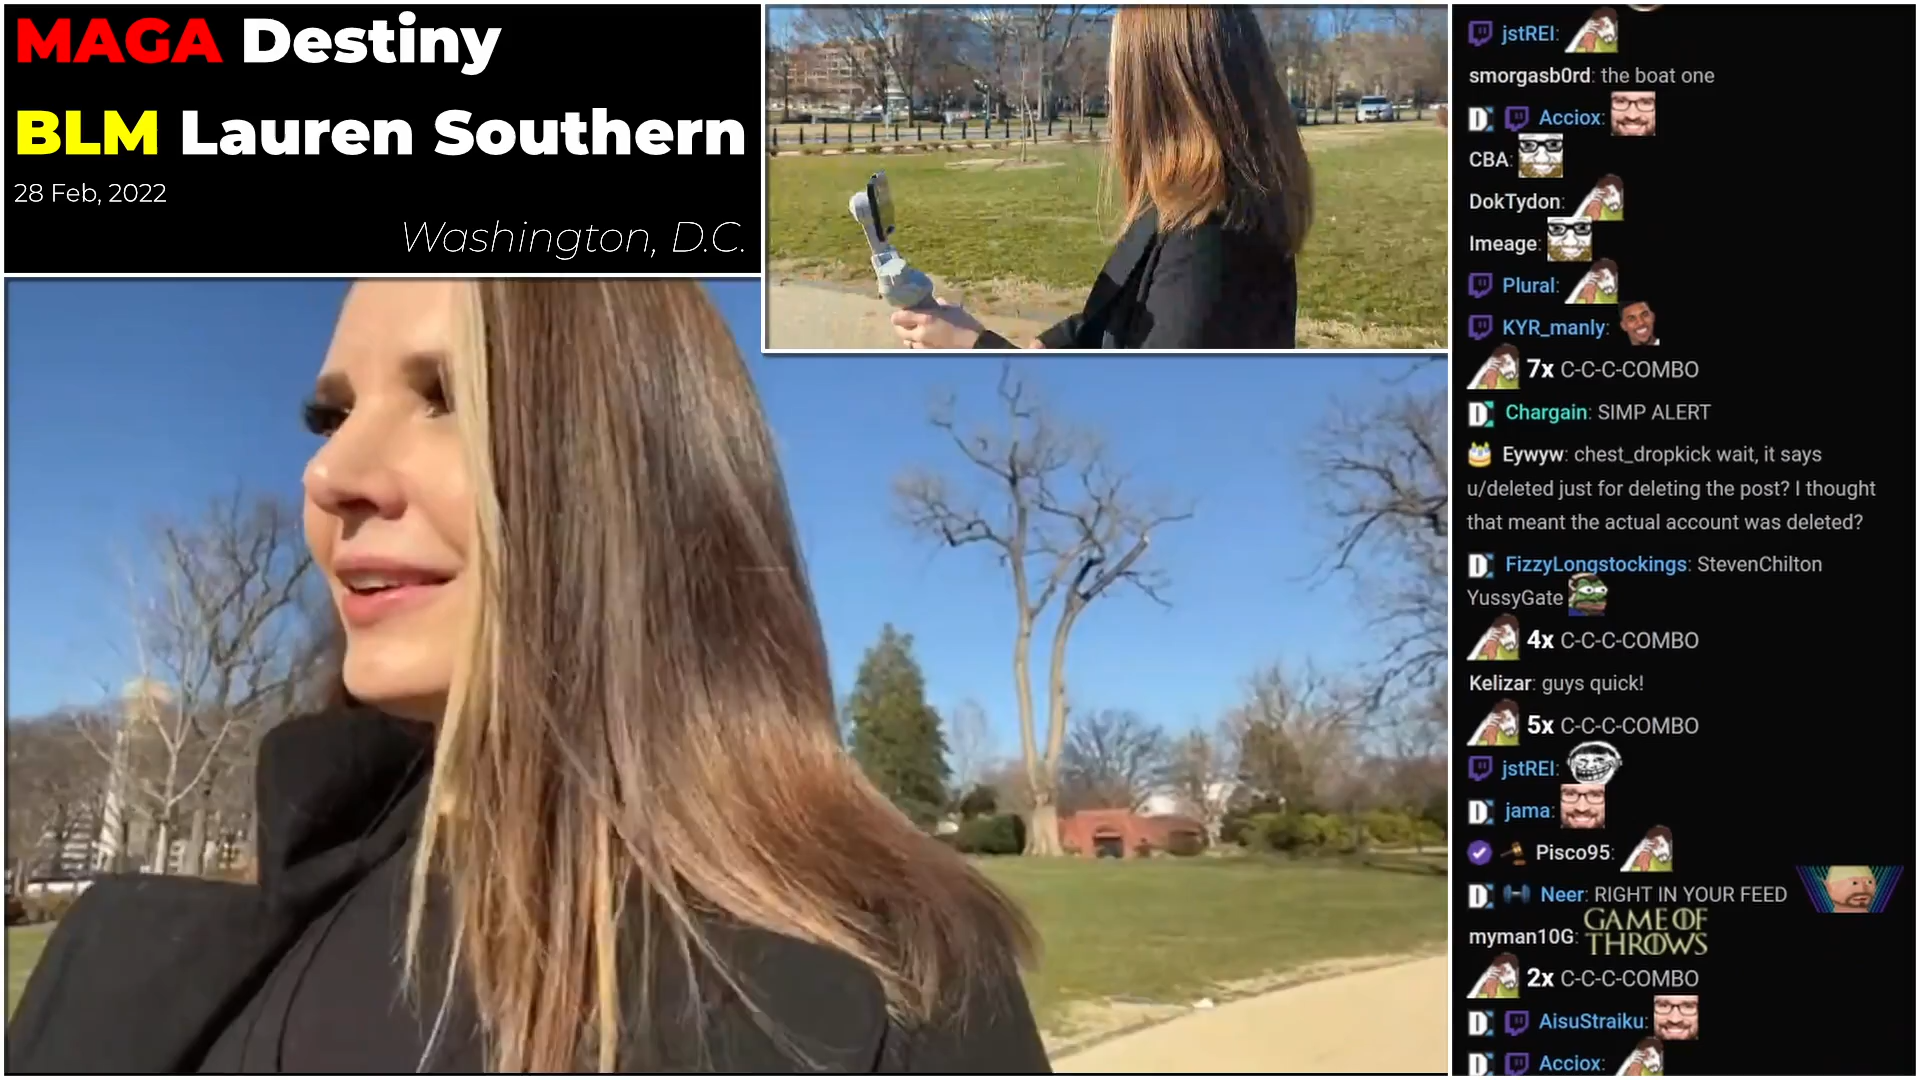 MAGA Destiny
BLM Lauren Southern
28 Feb, 2022
Washington, D.C.
jstREI:
smorgasb0rd: the boat one
D Acciox:
CBA:
DokTydon:
Imeage:
Plural:
KYR_manly:
7x C-C-C-COMBO
D Chargain: SIMP ALERT
Eywyw: chest_dropkick wait, it says
u/deleted just for deleting the post? I thought
that meant the actual account was deleted?
D FizzyLongstockings: StevenChilton
YussyGate
4x C-C-C-COMBO
Kelizar: guys quick!
5x C-C-C-COMBO
jstREI:
D jama:
Pisco95:
D Neer: RIGHT IN YOUR FEED
myman10G: GAME OF
THROWS
2x C-C-C-COMBO
D AisuStraiku:
D Acciox: